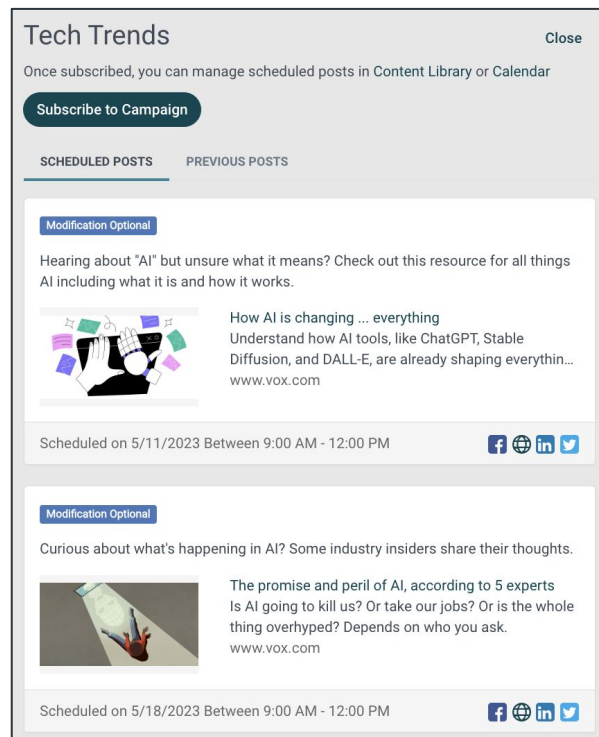 Tech Trends
Close
Once subscribed, you can manage scheduled posts in Content Library or Calendar
Subscribe to Campaign
SCHEDULED POSTS PREVIOUS POSTS
Modification Optional
Hearing about "AI" but unsure what it means? Check out this resource for all things
AI including what it is and how it works.
How AI is changing ... everything
Understand how AI tools, like ChatGPT, Stable
Diffusion, and DALL-E, are already shaping everythin...
www.vox.com
Scheduled on 5/11/2023 Between 9:00 AM - 12:00 PM
Modification Optional
Curious about what's happening in AI? Some industry insiders share their thoughts.
The promise and peril of AI, according to 5 experts
Is AI going to kill us? Or take our jobs? Or is the whole
thing overhyped? Depends on who you ask.
www.vox.com
Scheduled on 5/18/2023 Between 9:00 AM - 12:00 PM